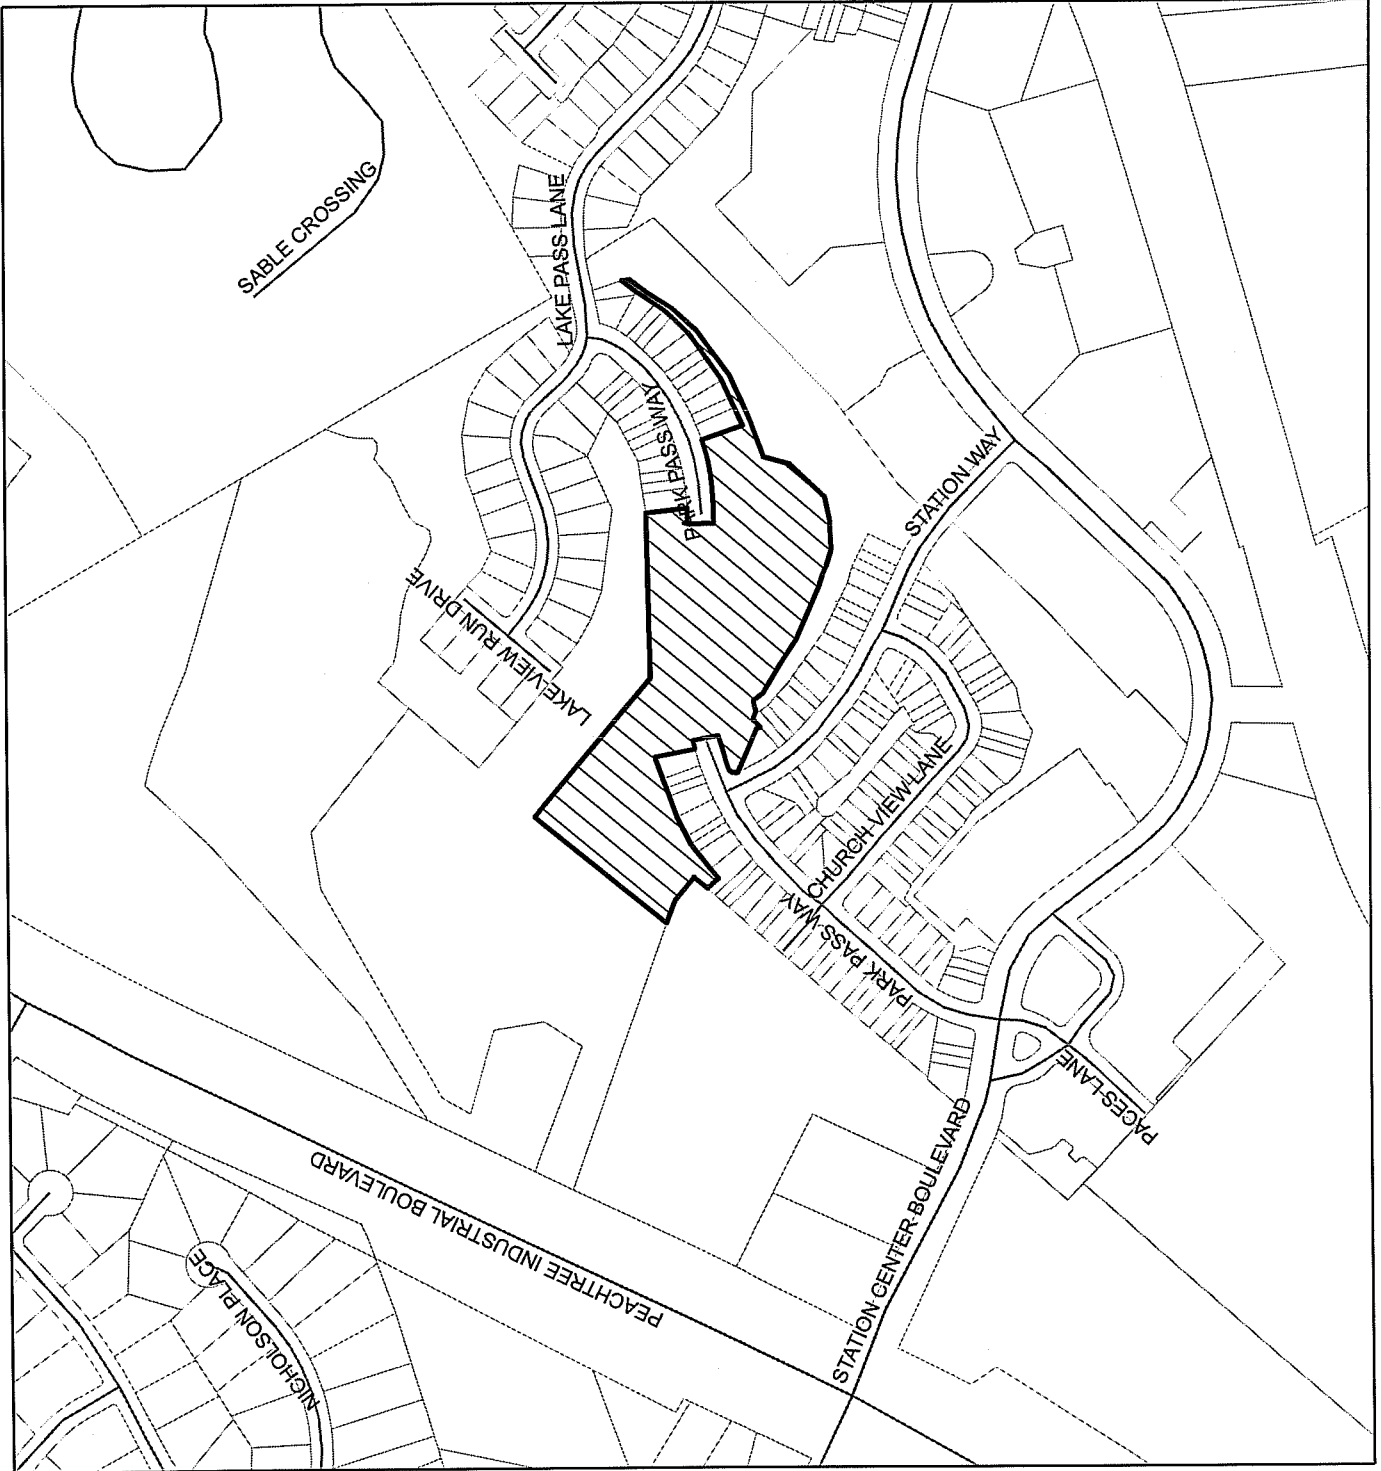 SABLE CROSSING
LAKE PASS LANE
PARK PASS WAY
STATION WAY
LAKEVIEW RUN DRIVE
CHURCH VIEW LANE
PARK PASS WAY
PACES LANE
STATION CENTER BOULEVARD
PEACHTREE INDUSTRIAL BOULEVARD
NICHOLSON PLACE